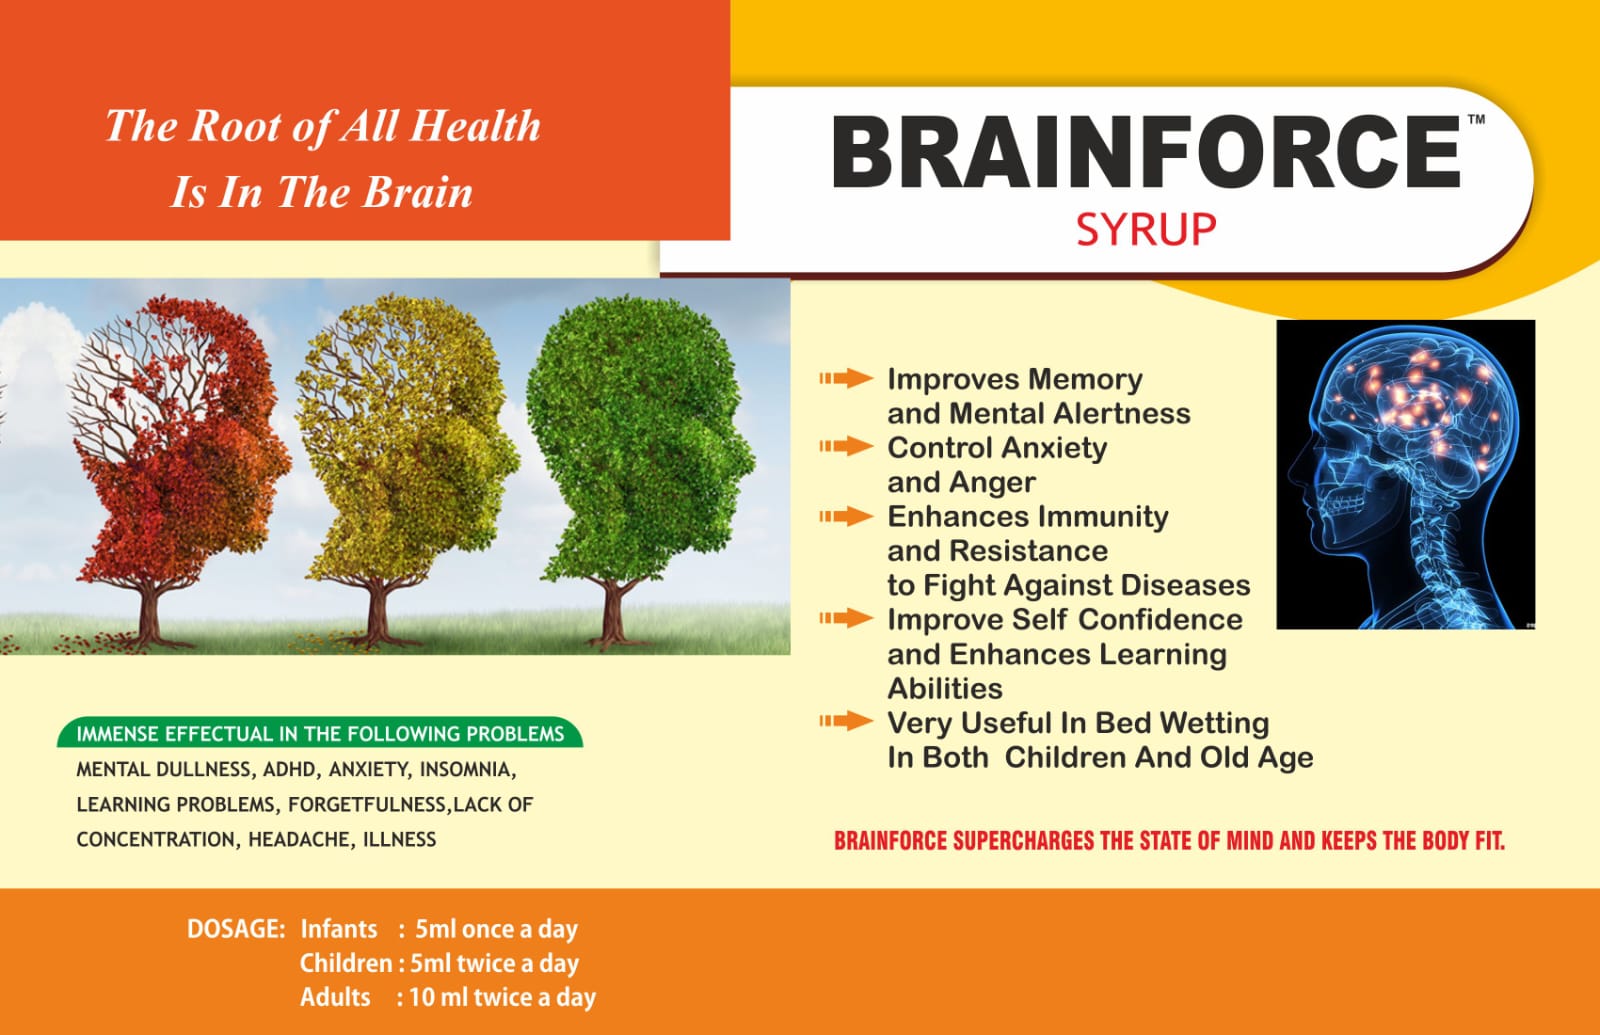 The Root of All Health
Is In The Brain
BRAINFORCE™
SYRUP
Improves Memory
and Mental Alertness
Control Anxiety
and Anger
Enhances Immunity
and Resistance
to Fight Against Diseases
Improve Self Confidence
and Enhances Learning
Abilities
Very Useful In Bed Wetting
In Both Children And Old Age
IMMENSE EFFECTUAL IN THE FOLLOWING PROBLEMS
MENTAL DULLNESS, ADHD, ANXIETY, INSOMNIA,
LEARNING PROBLEMS, FORGETFULNESS,LACK OF
CONCENTRATION, HEADACHE, ILLNESS
BRAINFORCE SUPERCHARGES THE STATE OF MIND AND KEEPS THE BODY FIT.
DOSAGE: Infants : 5ml once a day
Children : 5ml twice a day
Adults : 10 ml twice a day